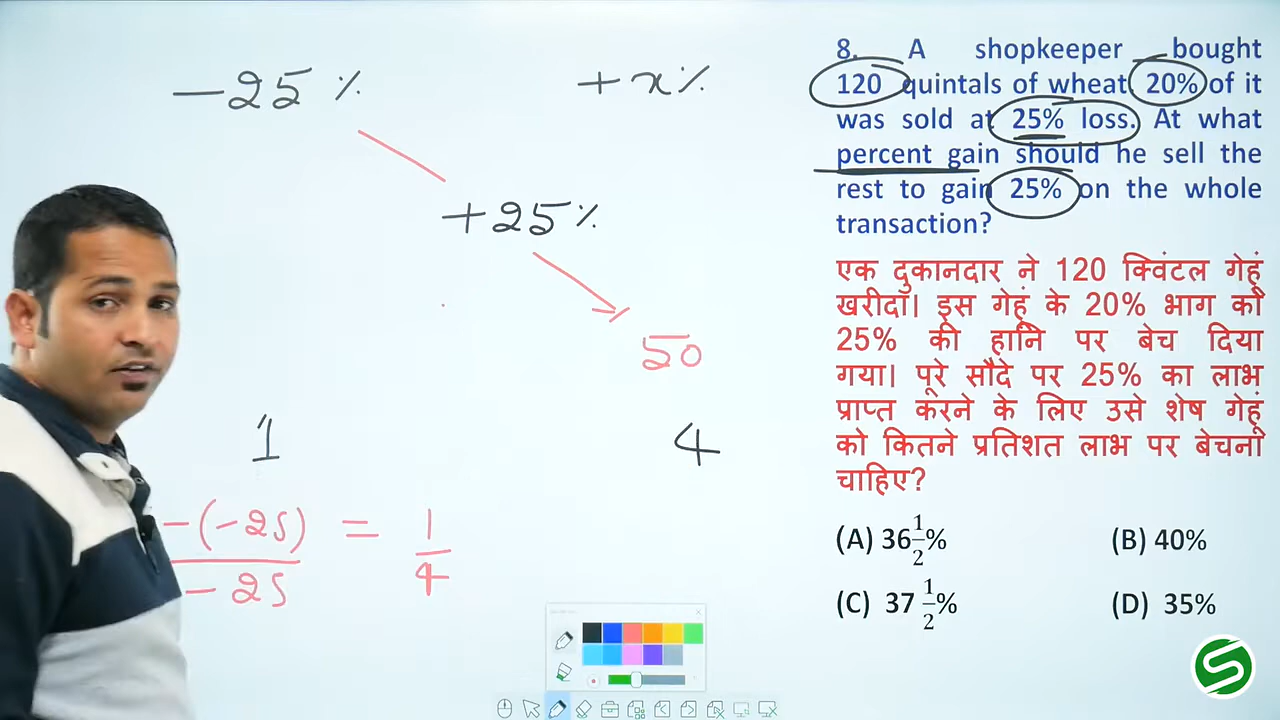 -25 %
+x%
+25 %
50
1
4
-(-25)
- 25
= 1/4
8. A shopkeeper bought
120 quintals of wheat 20% of it
was sold at 25% loss. At what
percent gain should he sell the
rest to gain 25% on the whole
transaction?
एक दुकानदार ने 120 क्विंटल गेहूं
खरीदा। इस गेहूं के 20% भाग को
25% की हानि पर बेच दिया
गया। पूरे सौदे पर 25% का लाभ
प्राप्त करने के लिए उसे शेष गेहूं
को कितने प्रतिशत लाभ पर बेचना
चाहिए?
(A) 36 1/2% (B) 40%
(C) 37 1/2% (D) 35%